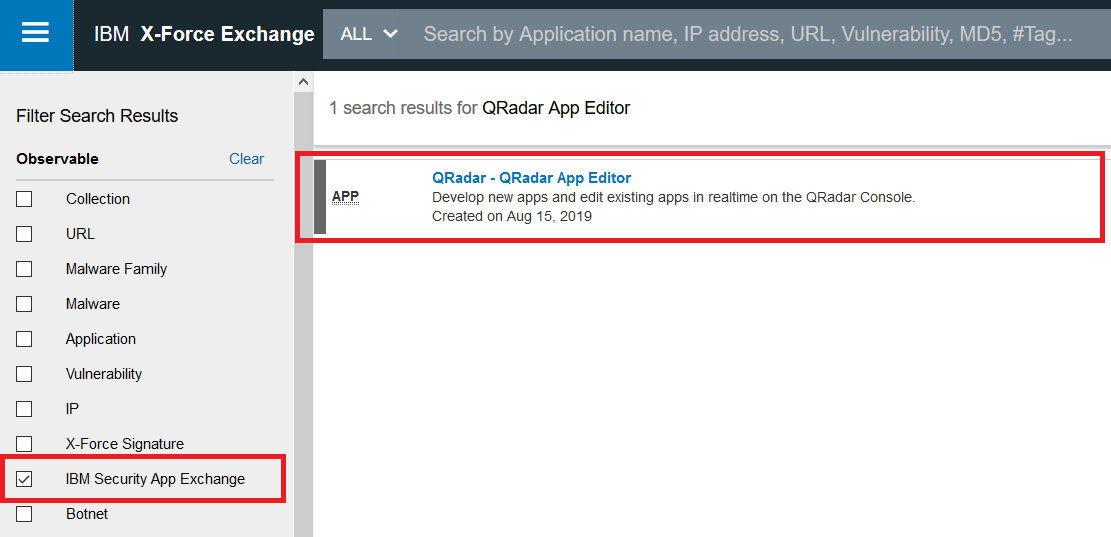 IBM X-Force Exchange
ALL
Search by Application name, IP address, URL, Vulnerability, MD5, #Tag...
Filter Search Results
Observable
Clear
Collection
URL
Malware Family
Malware
Application
Vulnerability
IP
X-Force Signature
IBM Security App Exchange
Botnet
1 search results for QRadar App Editor
APP
QRadar - QRadar App Editor
Develop new apps and edit existing apps in realtime on the QRadar Console.
Created on Aug 15, 2019